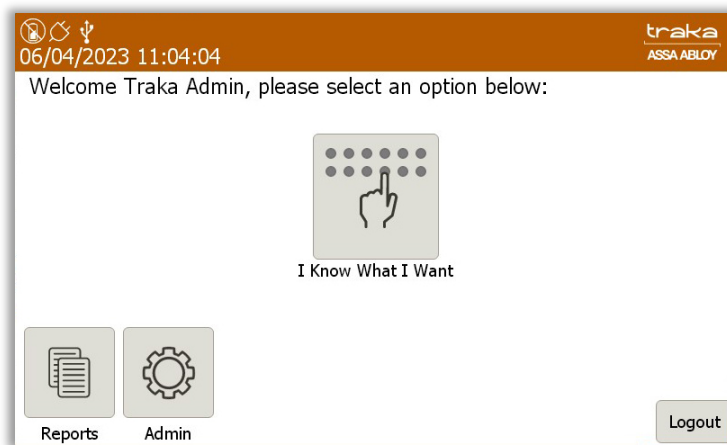 traka
06/04/2023 11:04:04
ASSA ABLOY
Welcome Traka Admin, please select an option below:
I Know What I Want
Reports
Admin
Logout